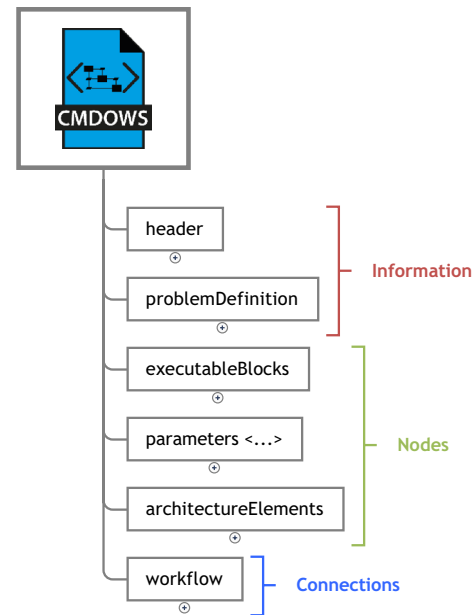 CMDOWS
header
Information
problemDefinition
executableBlocks
parameters <...>
Nodes
architectureElements
workflow
Connections